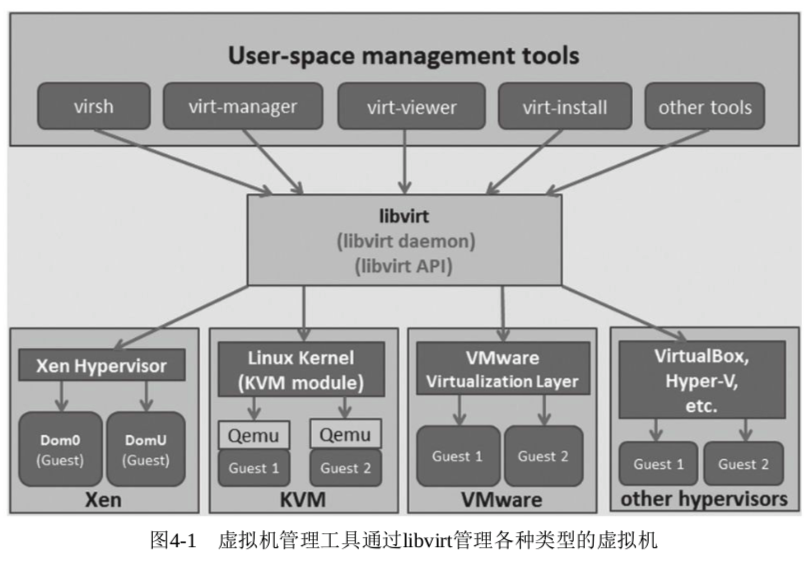 User-space management tools
virsh
virt-manager
virt-viewer
virt-install
other tools
libvirt
(libvirt daemon)
(libvirt API)
Xen Hypervisor
Dom0
(Guest)
DomU
(Guest)
Xen
Linux Kernel
(KVM module)
Qemu
Guest 1
Qemu
Guest 2
KVM
VMware
Virtualization Layer
Guest 1
Guest 2
VMware
VirtualBox,
Hyper-V,
etc.
Guest 1
Guest 2
other hypervisors
图4-1 虚拟机管理工具通过libvirt管理各种类型的虚拟机